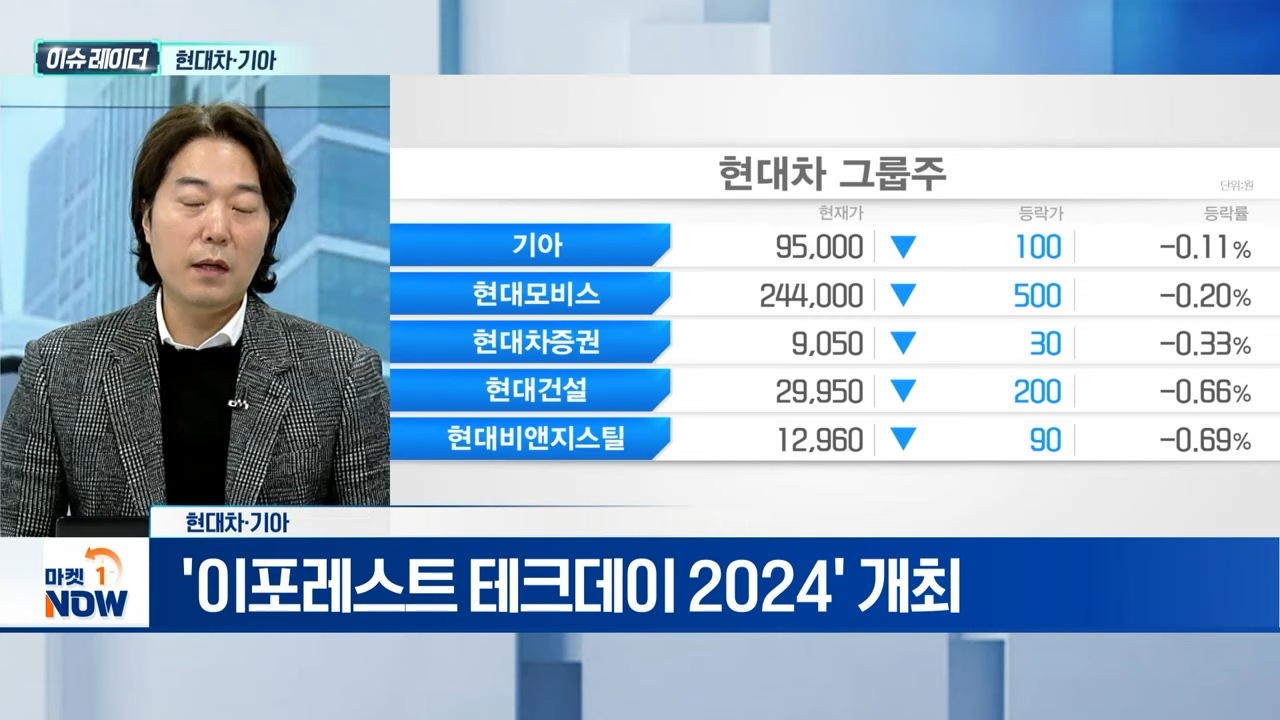 이슈레이더 현대차·기아
현대차 그룹주
단위:원
현재가 등락가 등락률
기아 95,000 ▼ 100 -0.11%
현대모비스 244,000 ▼ 500 -0.20%
현대차증권 9,050 ▼ 30 -0.33%
현대건설 29,950 ▼ 200 -0.66%
현대비앤지스틸 12,960 ▼ 90 -0.69%
현대차·기아
마켓 1
NOW
'이포레스트 테크데이 2024' 개최